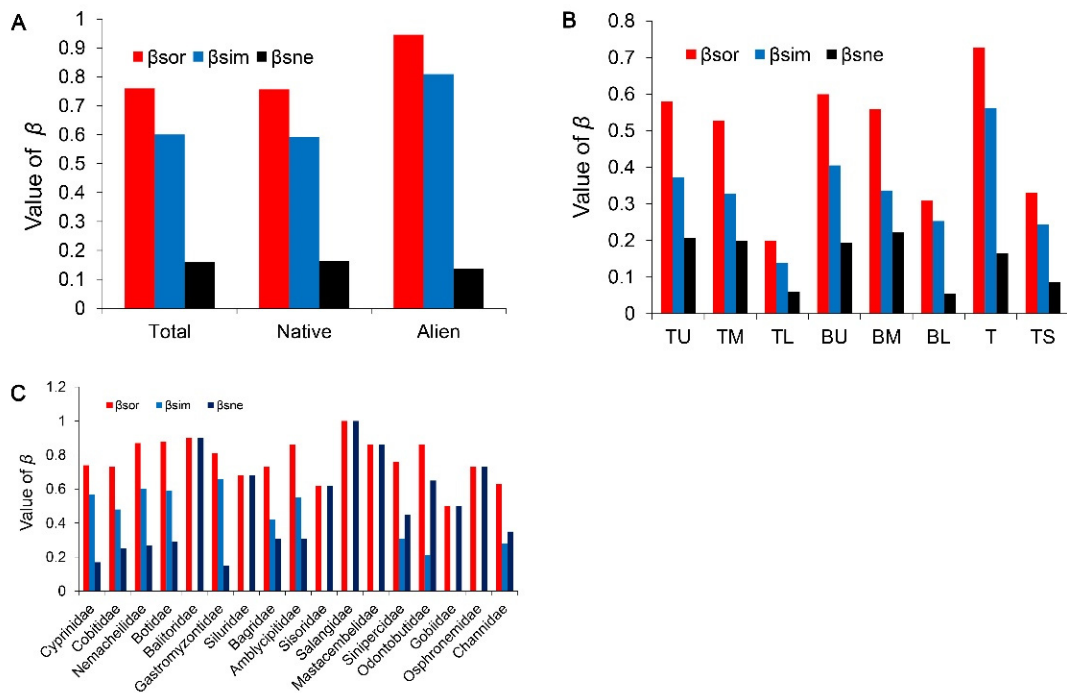 A
βsor βsim βsne
Value of β
1
0.9
0.8
0.7
0.6
0.5
0.4
0.3
0.2
0.1
0
Total Native Alien
B
βsor βsim βsne
Value of β
0.8
0.7
0.6
0.5
0.4
0.3
0.2
0.1
0
TU TM TL BU BM BL T TS
C
βsor βsim βsne
Value of β
1.2
1
0.8
0.6
0.4
0.2
0
Cyprinidae
Cobitidae
Nemachellidae
Botidae
Balitoridae
Gastromyzontidae
Siluridae
Bagridae
Amblycipitidae
Sisoridae
Salangidae
Mastacembelidae
Sinipercidae
Odontobutidae
Gobiidae
Osphronemidae
Channidae